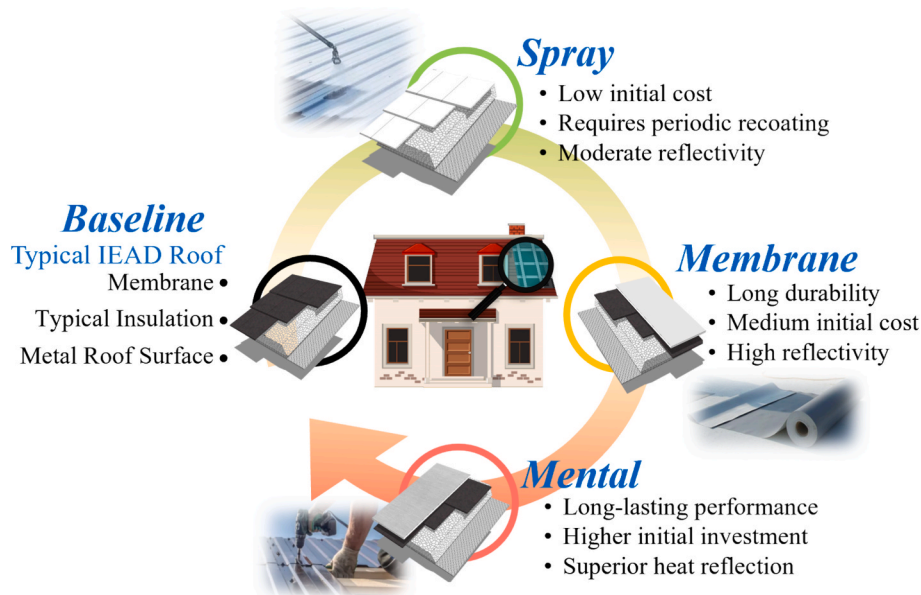 Spray
• Low initial cost
• Requires periodic recoating
• Moderate reflectivity
Baseline
Typical IEAD Roof
Membrane •
Typical Insulation •
Metal Roof Surface •
Membrane
• Long durability
• Medium initial cost
• High reflectivity
Mental
• Long-lasting performance
• Higher initial investment
• Superior heat reflection